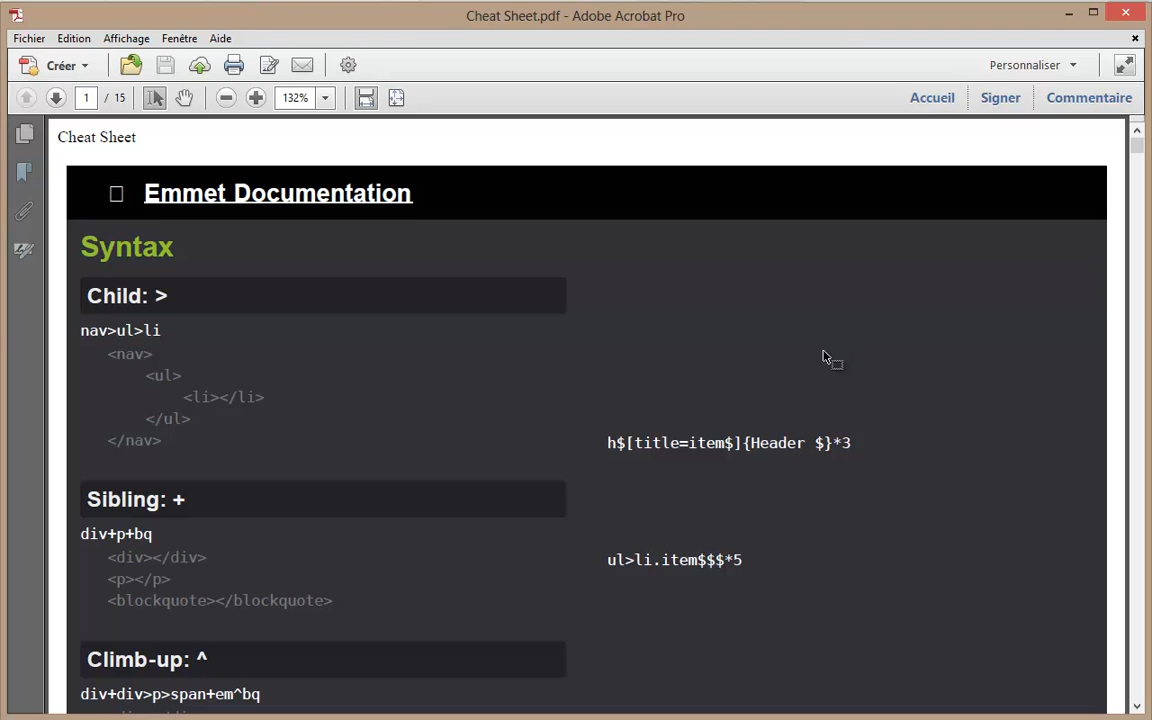 Cheat Sheet.pdf - Adobe Acrobat Pro
Fichier Edition Affichage Fenêtre Aide
Créer
Personnaliser
1 / 15
132%
Accueil Signer Commentaire
Cheat Sheet
Emmet Documentation
Syntax
Child: >
nav>ul>li
<nav>
<ul>
<li></li>
</ul>
</nav>
h$[title=item$]{Header $}*3
Sibling: +
div+p+bq
<div></div>
<p></p>
<blockquote></blockquote>
ul>li.item$$$*5
Climb-up: ^
div+div>p>span+em^bq